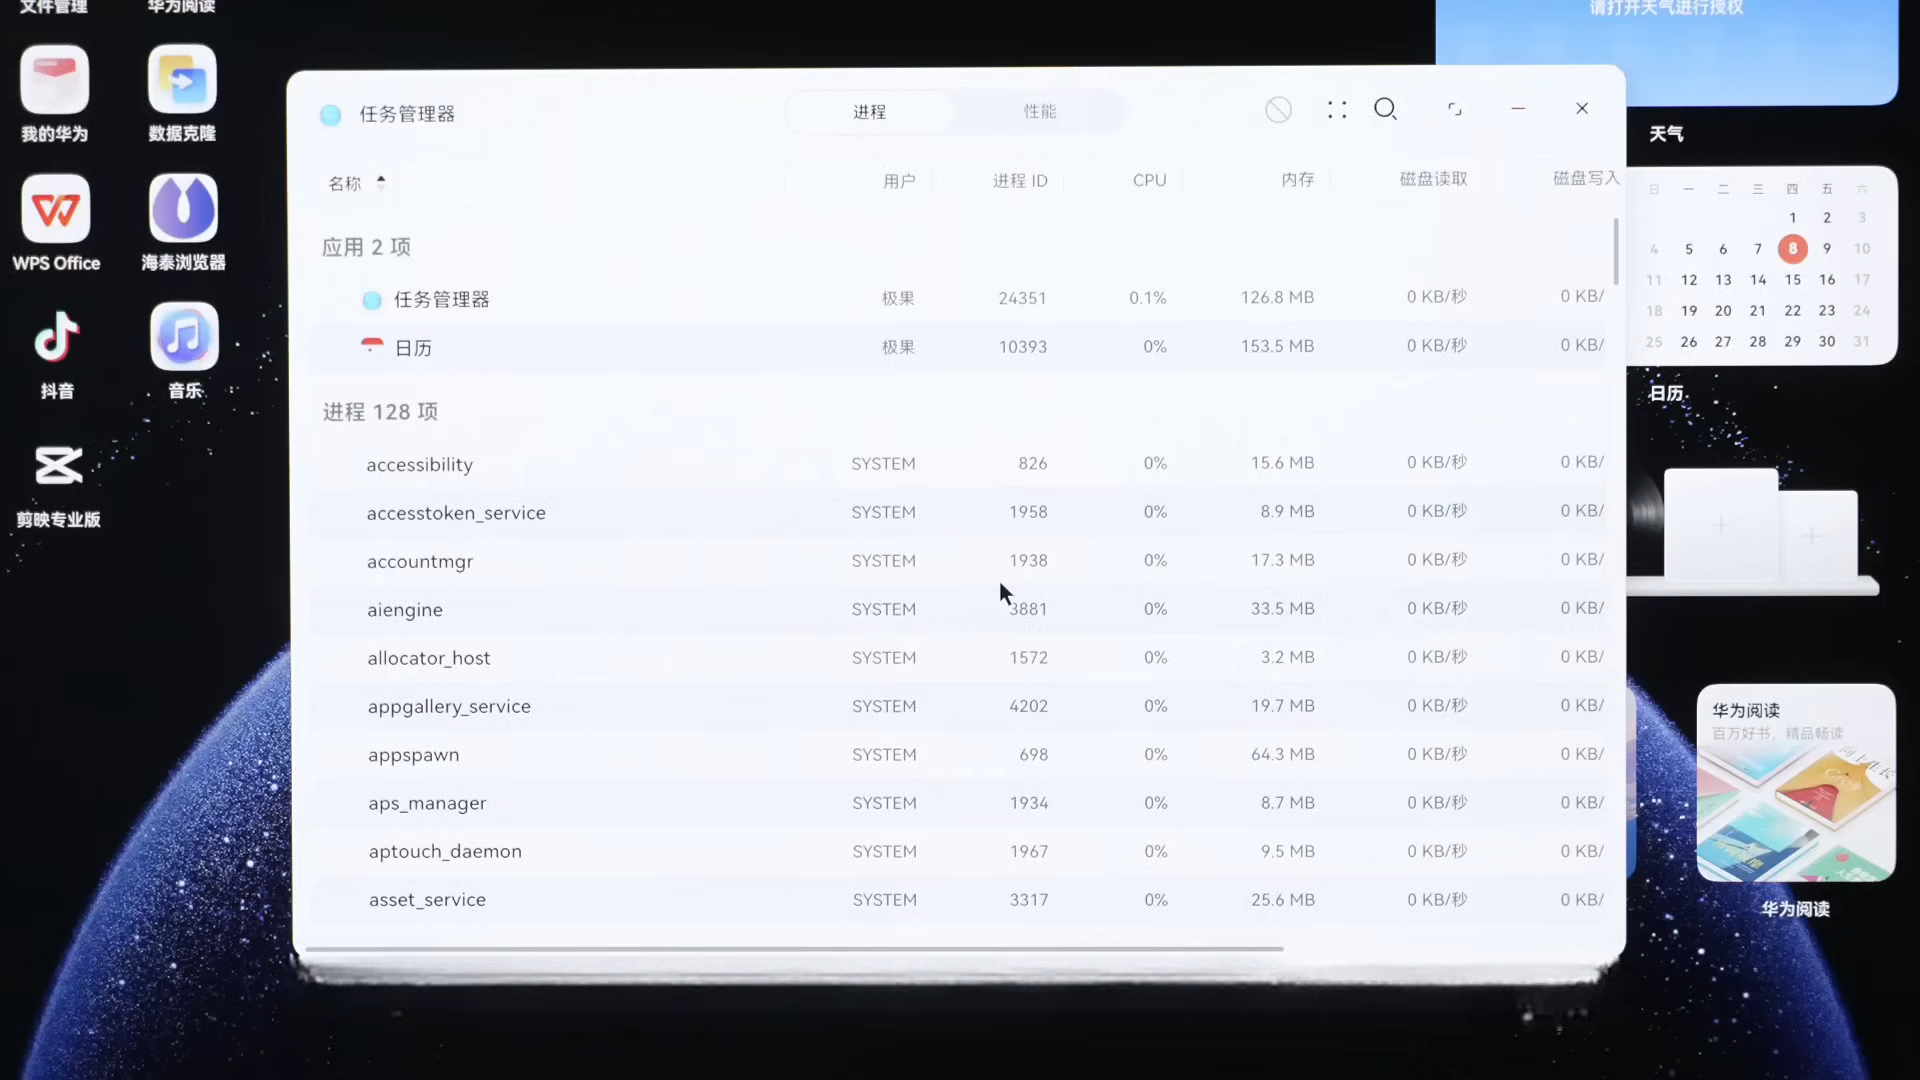 文件管理
华为阅读
请打开天气进行授权
我的华为
数据克隆
WPS Office
海泰浏览器
抖音
音乐
剪映专业版
任务管理器
进程
性能
名称
用户
进程 ID
CPU
内存
磁盘读取
磁盘写入
应用 2 项
任务管理器 极果 24351 0.1% 126.8 MB 0 KB/秒 0 KB/
日历 极果 10393 0% 153.5 MB 0 KB/秒 0 KB/
进程 128 项
accessibility SYSTEM 826 0% 15.6 MB 0 KB/秒 0 KB/
accesstoken_service SYSTEM 1958 0% 8.9 MB 0 KB/秒 0 KB/
accountmgr SYSTEM 1938 0% 17.3 MB 0 KB/秒 0 KB/
aiengine SYSTEM 3881 0% 33.5 MB 0 KB/秒 0 KB/
allocator_host SYSTEM 1572 0% 3.2 MB 0 KB/秒 0 KB/
appgallery_service SYSTEM 4202 0% 19.7 MB 0 KB/秒 0 KB/
appspawn SYSTEM 698 0% 64.3 MB 0 KB/秒 0 KB/
aps_manager SYSTEM 1934 0% 8.7 MB 0 KB/秒 0 KB/
aptouch_daemon SYSTEM 1967 0% 9.5 MB 0 KB/秒 0 KB/
asset_service SYSTEM 3317 0% 25.6 MB 0 KB/秒 0 KB/
天气
日 一 二 三 四 五 六
1 2 3
4 5 6 7 8 9 10
11 12 13 14 15 16 17
18 19 20 21 22 23 24
25 26 27 28 29 30 31
日历
华为阅读
百万好书，精品畅读
华为阅读